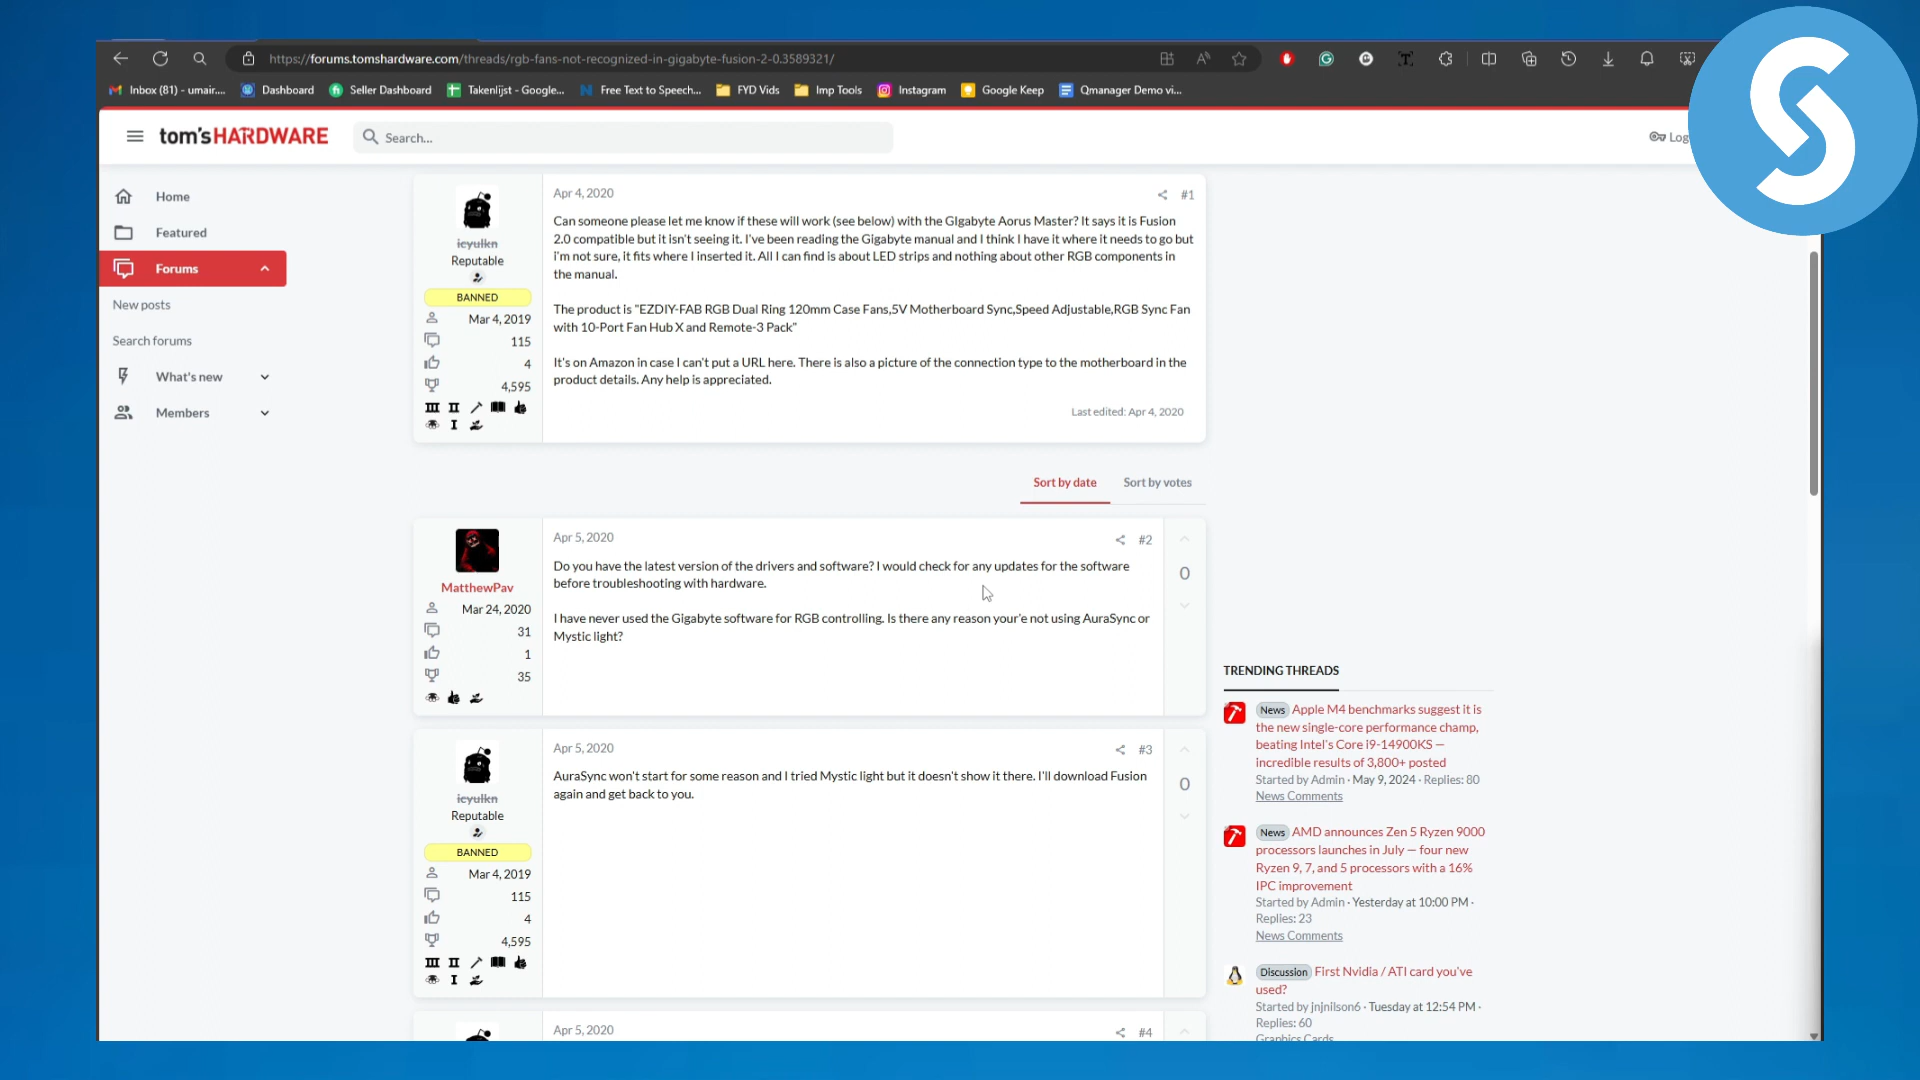 https://forums.tomshardware.com/threads/rgb-fans-not-recognized-in-gigabyte-fusion-2-0.3589321/
Inbox (81) - umair.... Dashboard Seller Dashboard Takenlijst - Google... Free Text to Speech... FYD Vids Imp Tools Instagram Google Keep Qmanager Demo vi...
tom'sHARDWARE
Search...
Log
Home
Featured
Forums
New posts
Search forums
What's new
Members
icyulkn
Reputable
BANNED
Mar 4, 2019
115
4
4,595
Apr 4, 2020
#1
Can someone please let me know if these will work (see below) with the GIgabyte Aorus Master? It says it is Fusion
2.0 compatible but it isn't seeing it. I've been reading the Gigabyte manual and I think I have it where it needs to go but
i'm not sure, it fits where I inserted it. All I can find is about LED strips and nothing about other RGB components in
the manual.
The product is "EZDIY-FAB RGB Dual Ring 120mm Case Fans,5V Motherboard Sync,Speed Adjustable,RGB Sync Fan
with 10-Port Fan Hub X and Remote-3 Pack"
It's on Amazon in case I can't put a URL here. There is also a picture of the connection type to the motherboard in the
product details. Any help is appreciated.
Last edited: Apr 4, 2020
Sort by date Sort by votes
MatthewPav
Mar 24, 2020
31
1
35
Apr 5, 2020
#2
Do you have the latest version of the drivers and software? I would check for any updates for the software
before troubleshooting with hardware.
I have never used the Gigabyte software for RGB controlling. Is there any reason your'e not using AuraSync or
Mystic light?
0
icyulkn
Reputable
BANNED
Mar 4, 2019
115
4
4,595
Apr 5, 2020
#3
AuraSync won't start for some reason and I tried Mystic light but it doesn't show it there. I'll download Fusion
again and get back to you.
0
Apr 5, 2020
#4
TRENDING THREADS
News Apple M4 benchmarks suggest it is
the new single-core performance champ,
beating Intel's Core i9-14900KS —
incredible results of 3,800+ posted
Started by Admin · May 9, 2024 · Replies: 80
News Comments
News AMD announces Zen 5 Ryzen 9000
processors launches in July — four new
Ryzen 9, 7, and 5 processors with a 16%
IPC improvement
Started by Admin · Yesterday at 10:00 PM ·
Replies: 23
News Comments
Discussion First Nvidia / ATI card you've
used?
Started by jnjnilson6 · Tuesday at 12:54 PM ·
Replies: 60
Graphics Cards